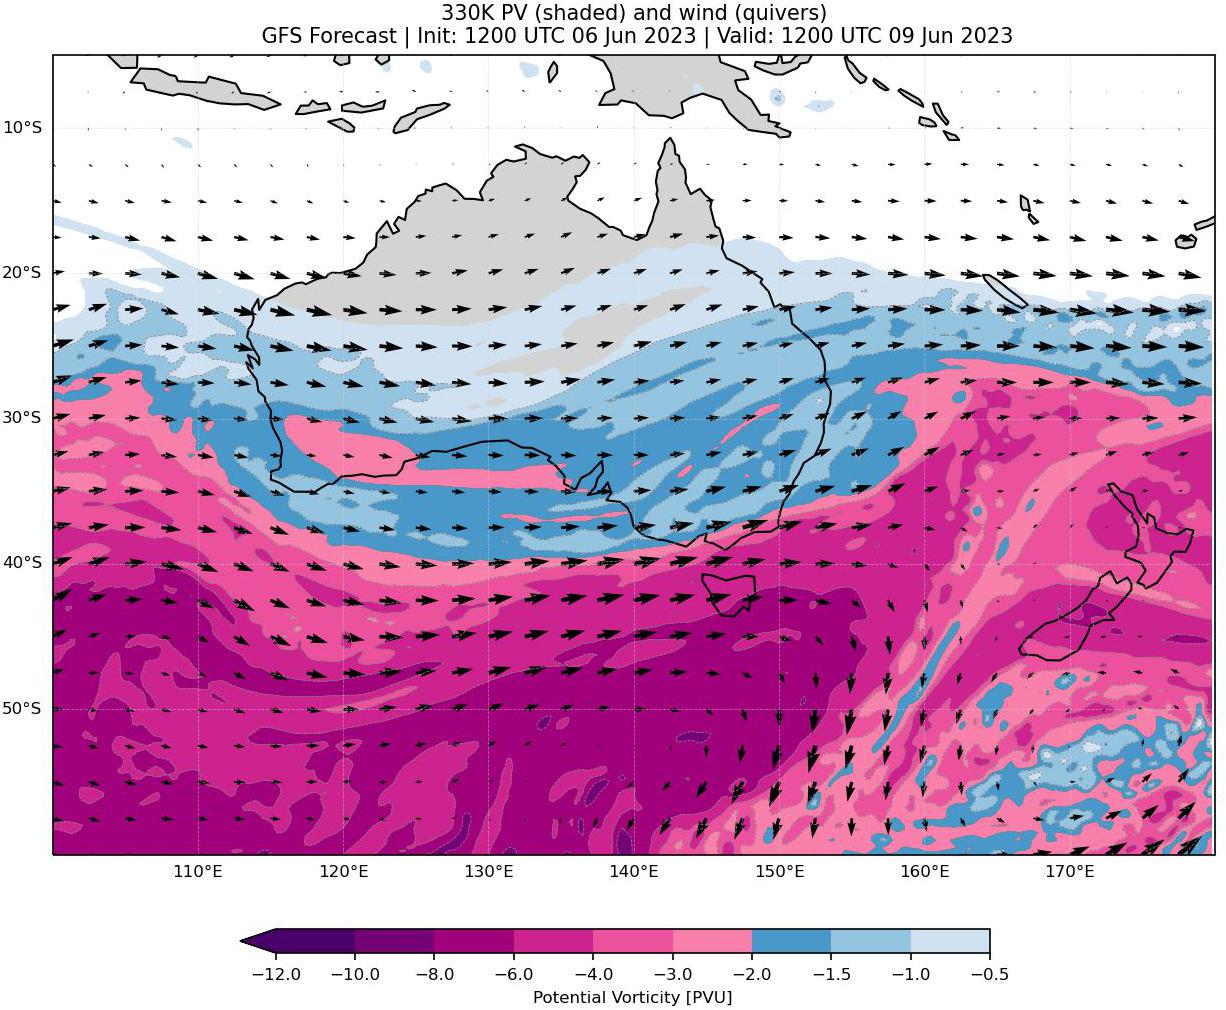 330K PV (shaded) and wind (quivers)
GFS Forecast | Init: 1200 UTC 06 Jun 2023 | Valid: 1200 UTC 09 Jun 2023
10°S
20°S
30°S
40°S
50°S
110°E 120°E 130°E 140°E 150°E 160°E 170°E
−12.0 −10.0 −8.0 −6.0 −4.0 −3.0 −2.0 −1.5 −1.0 −0.5
Potential Vorticity [PVU]